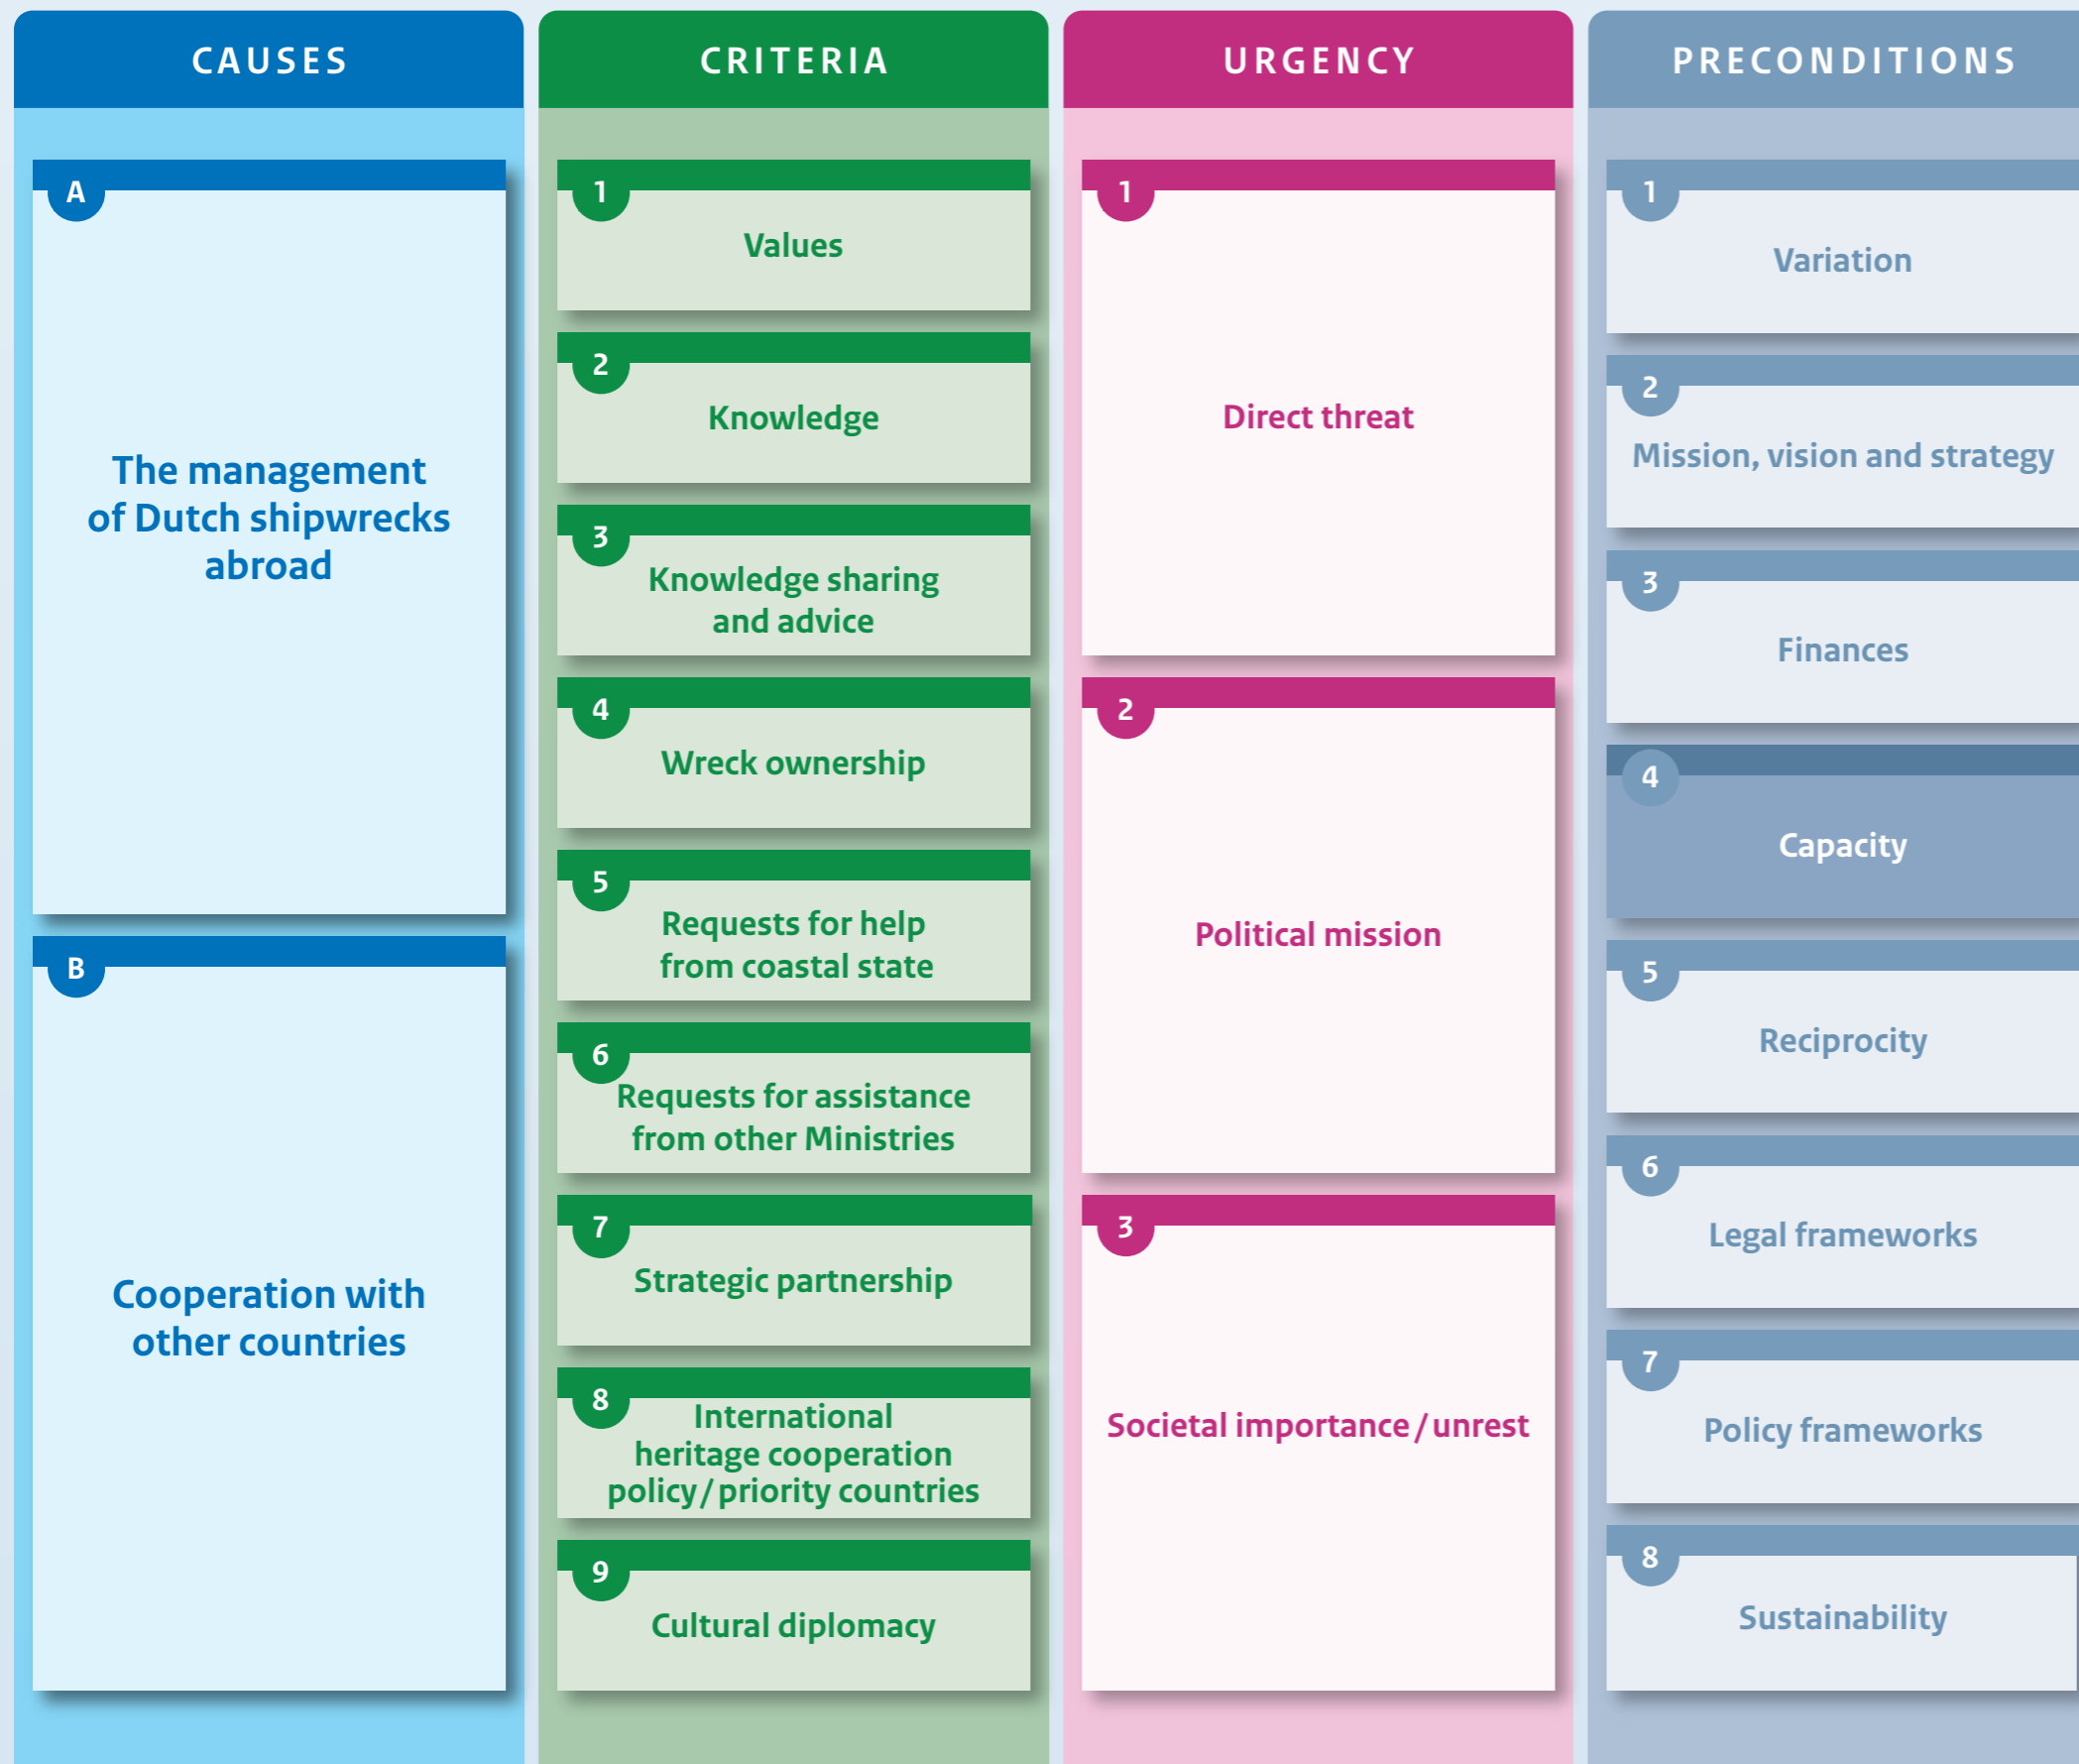 CAUSES
A
The management
of Dutch shipwrecks
abroad
B
Cooperation with
other countries
CRITERIA
1
Values
2
Knowledge
3
Knowledge sharing
and advice
4
Wreck ownership
5
Requests for help
from coastal state
6
Requests for assistance
from other Ministries
7
Strategic partnership
8
International
heritage cooperation
policy/priority countries
9
Cultural diplomacy
URGENCY
1
Direct threat
2
Political mission
3
Societal importance/unrest
PRECONDITIONS
1
Variation
2
Mission, vision and strategy
3
Finances
4
Capacity
5
Reciprocity
6
Legal frameworks
7
Policy frameworks
8
Sustainability